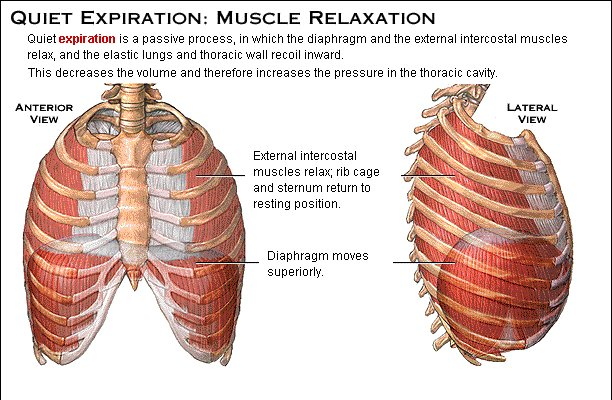 QUIET EXPIRATION: MUSCLE RELAXATION
Quiet expiration is a passive process, in which the diaphragm and the external intercostal muscles
relax, and the elastic lungs and thoracic wall recoil inward.
This decreases the volume and therefore increases the pressure in the thoracic cavity.
ANTERIOR
VIEW
LATERAL
VIEW
External intercostal
muscles relax; rib cage
and sternum return to
resting position.
Diaphragm moves
superiorly.